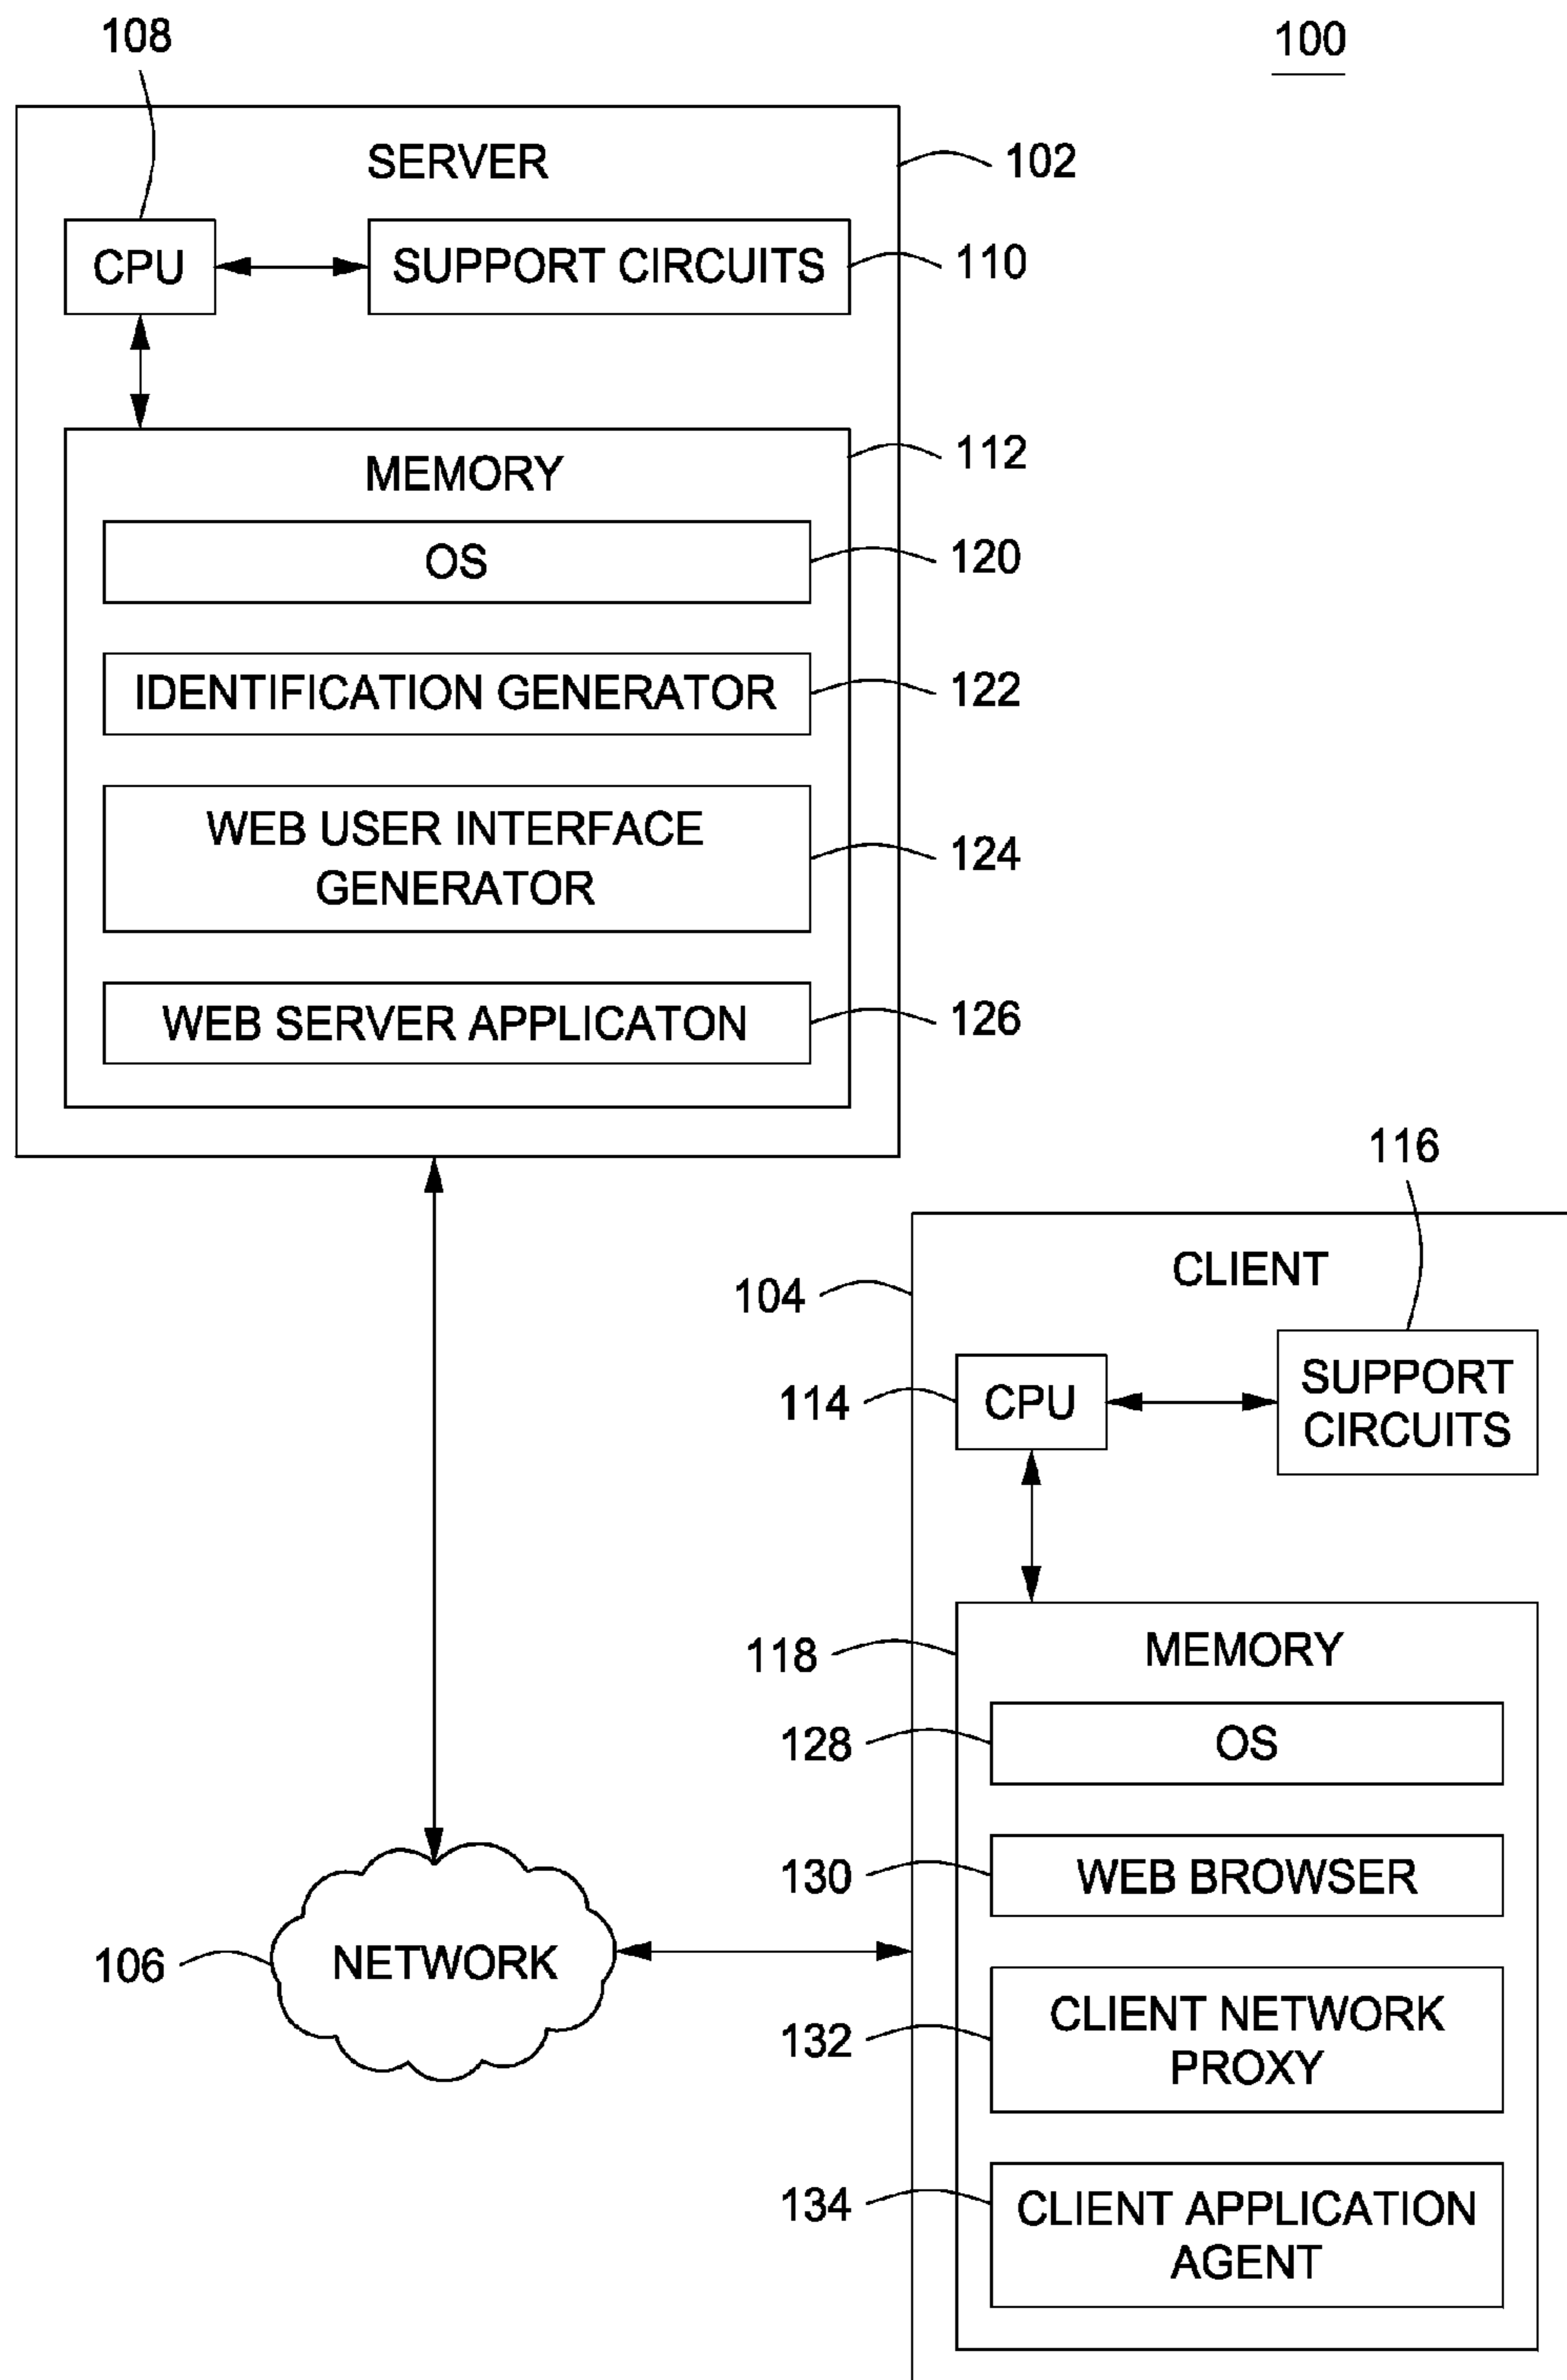 108
100
SERVER
102
CPU
SUPPORT CIRCUITS
110
MEMORY
112
OS
120
IDENTIFICATION GENERATOR
122
WEB USER INTERFACE
GENERATOR
124
WEB SERVER APPLICATON
126
116
CLIENT
104
SUPPORT
CIRCUITS
114
CPU
118
MEMORY
128
OS
130
WEB BROWSER
106
NETWORK
132
CLIENT NETWORK
PROXY
134
CLIENT APPLICATION
AGENT